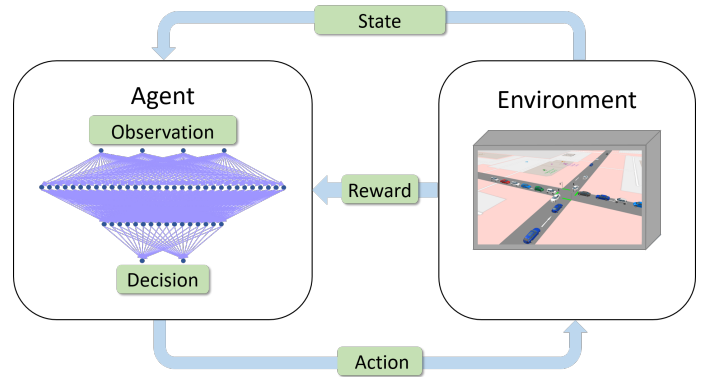 State
Agent
Environment
Observation
Reward
Decision
Action